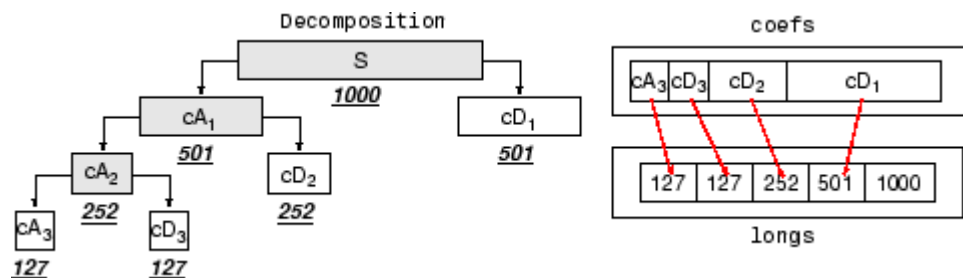 Decomposition
S
1000
cA₁
501
cD₁
501
cA₂
252
cD₂
252
cA₃
127
cD₃
127
coefs
cA₃ cD₃ cD₂ cD₁
127 127 252 501 1000
longs